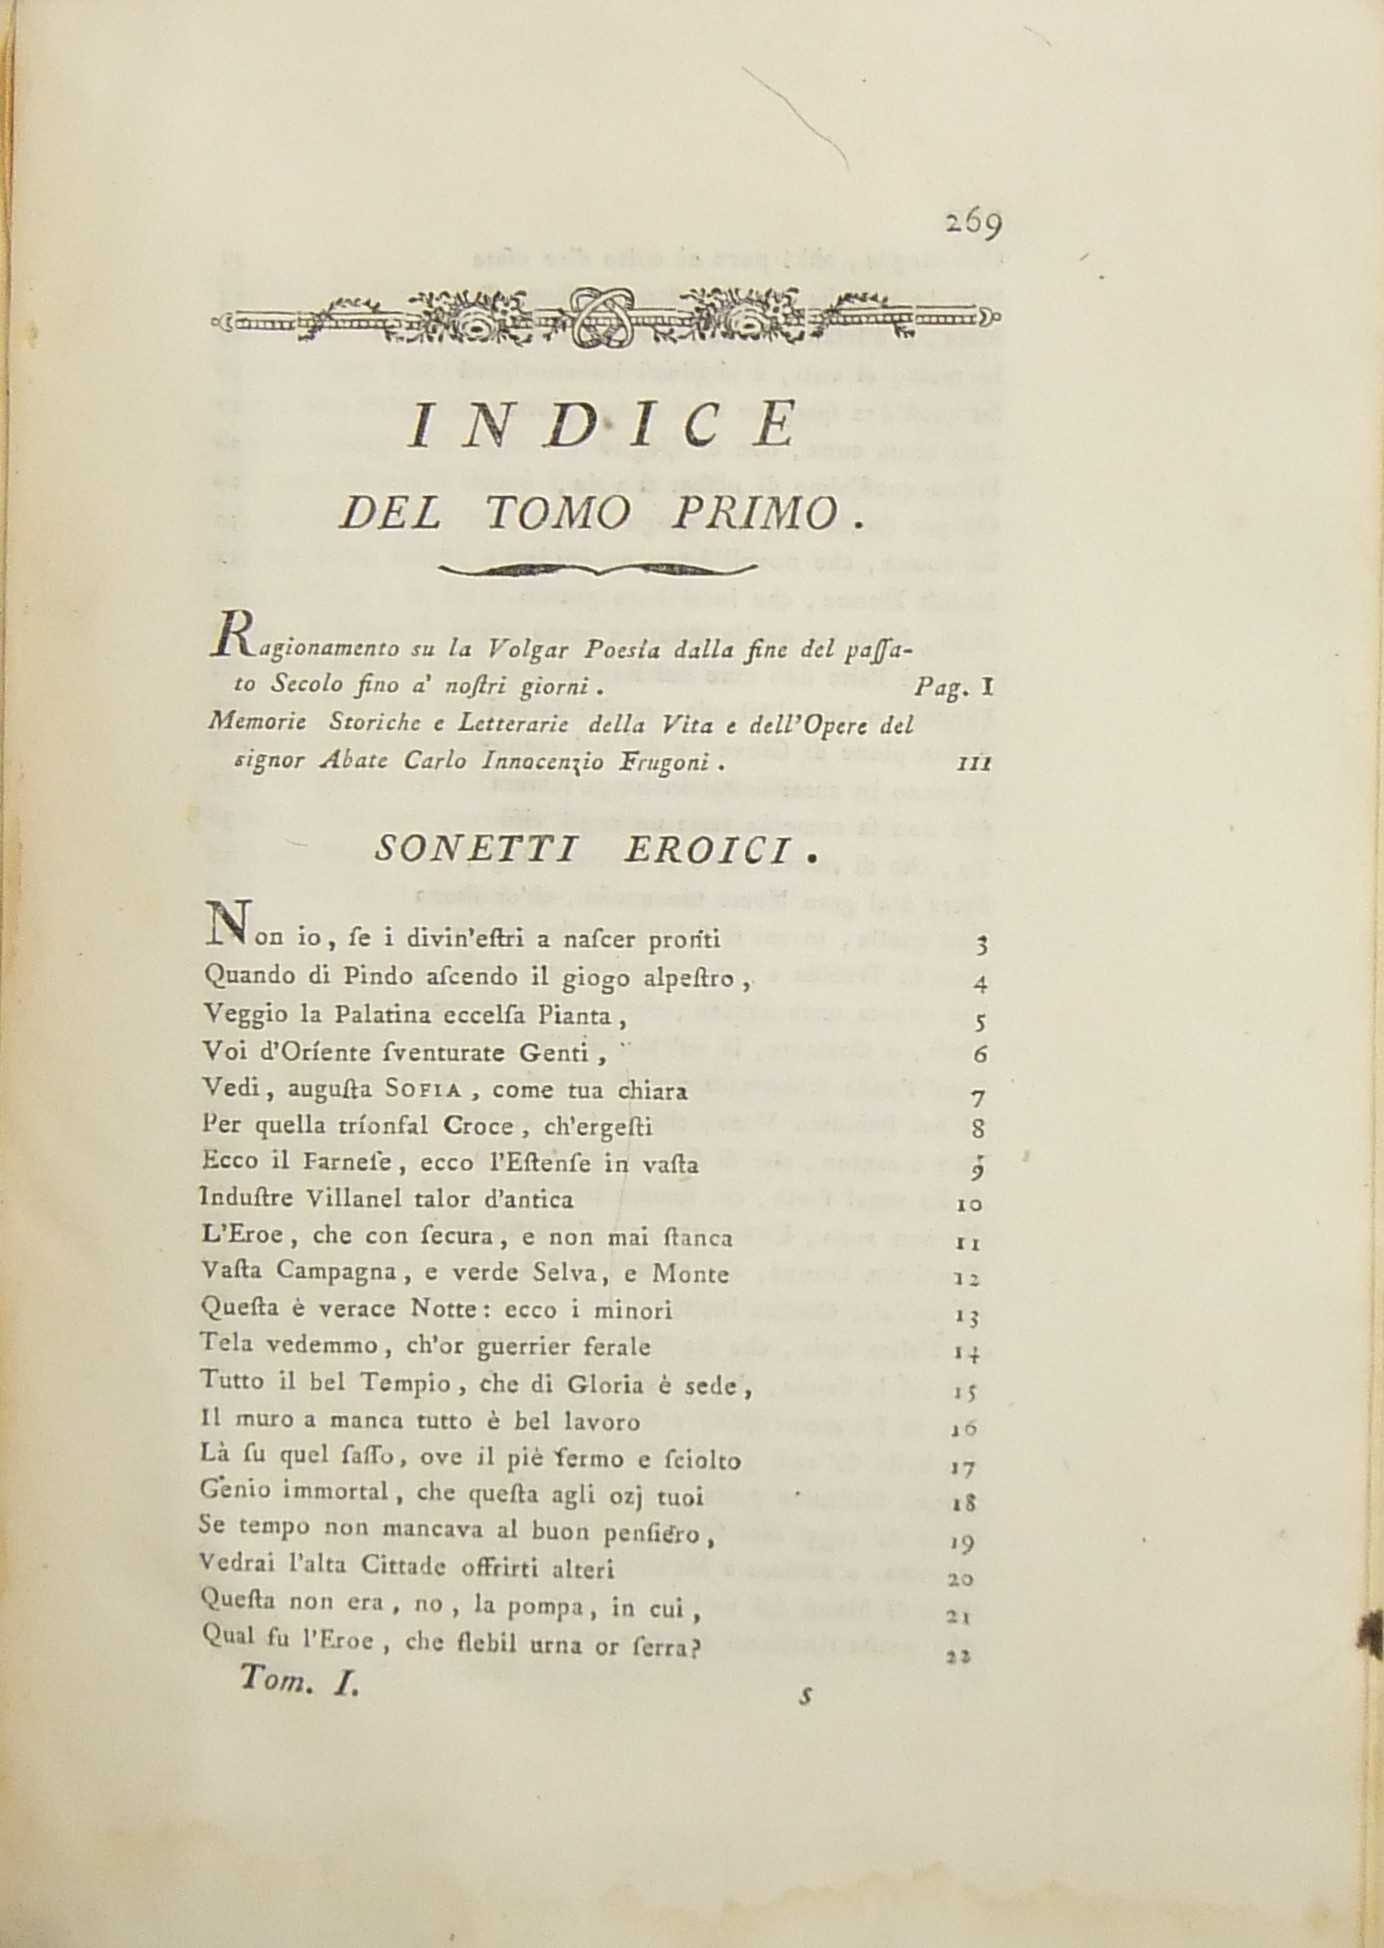 269
INDICE
DEL TOMO PRIMO.
Ragionamento su la Volgar Poesia dalla fine del paſſa-
to Secolo fino a' noſtri giorni. Pag. I
Memorie Storiche e Letterarie della Vita e dell'Opere del
signor Abate Carlo Innocenzio Frugoni. III
SONETTI EROICI.
Non io, ſe i divin'eſtri a naſcer pronti 3
Quando di Pindo aſcendo il giogo alpeſtro, 4
Veggio la Palatina eccelſa Pianta, 5
Voi d'Oríente ſventurate Genti, 6
Vedi, auguſta SOFIA, come tua chiara 7
Per quella tríonfal Croce, ch'ergeſti 8
Ecco il Farneſe, ecco l'Eſtenſe in vaſta 9
Induſtre Villanel talor d'antica 10
L'Eroe, che con ſecura, e non mai ſtanca 11
Vaſta Campagna, e verde Selva, e Monte 12
Queſta è verace Notte: ecco i minori 13
Tela vedemmo, ch'or guerrier ferale 14
Tutto il bel Tempio, che di Gloria è sede, 15
Il muro a manca tutto è bel lavoro 16
Là ſu quel ſaſſo, ove il piè fermo e ſciolto 17
Genio immortal, che queſta agli ozj tuoi 18
Se tempo non mancava al buon penſiero, 19
Vedrai l'alta Cittade offrirti alteri 20
Queſta non era, no, la pompa, in cui, 21
Qual fu l'Eroe, che flebil urna or ſerra? 22
Tom. I. s